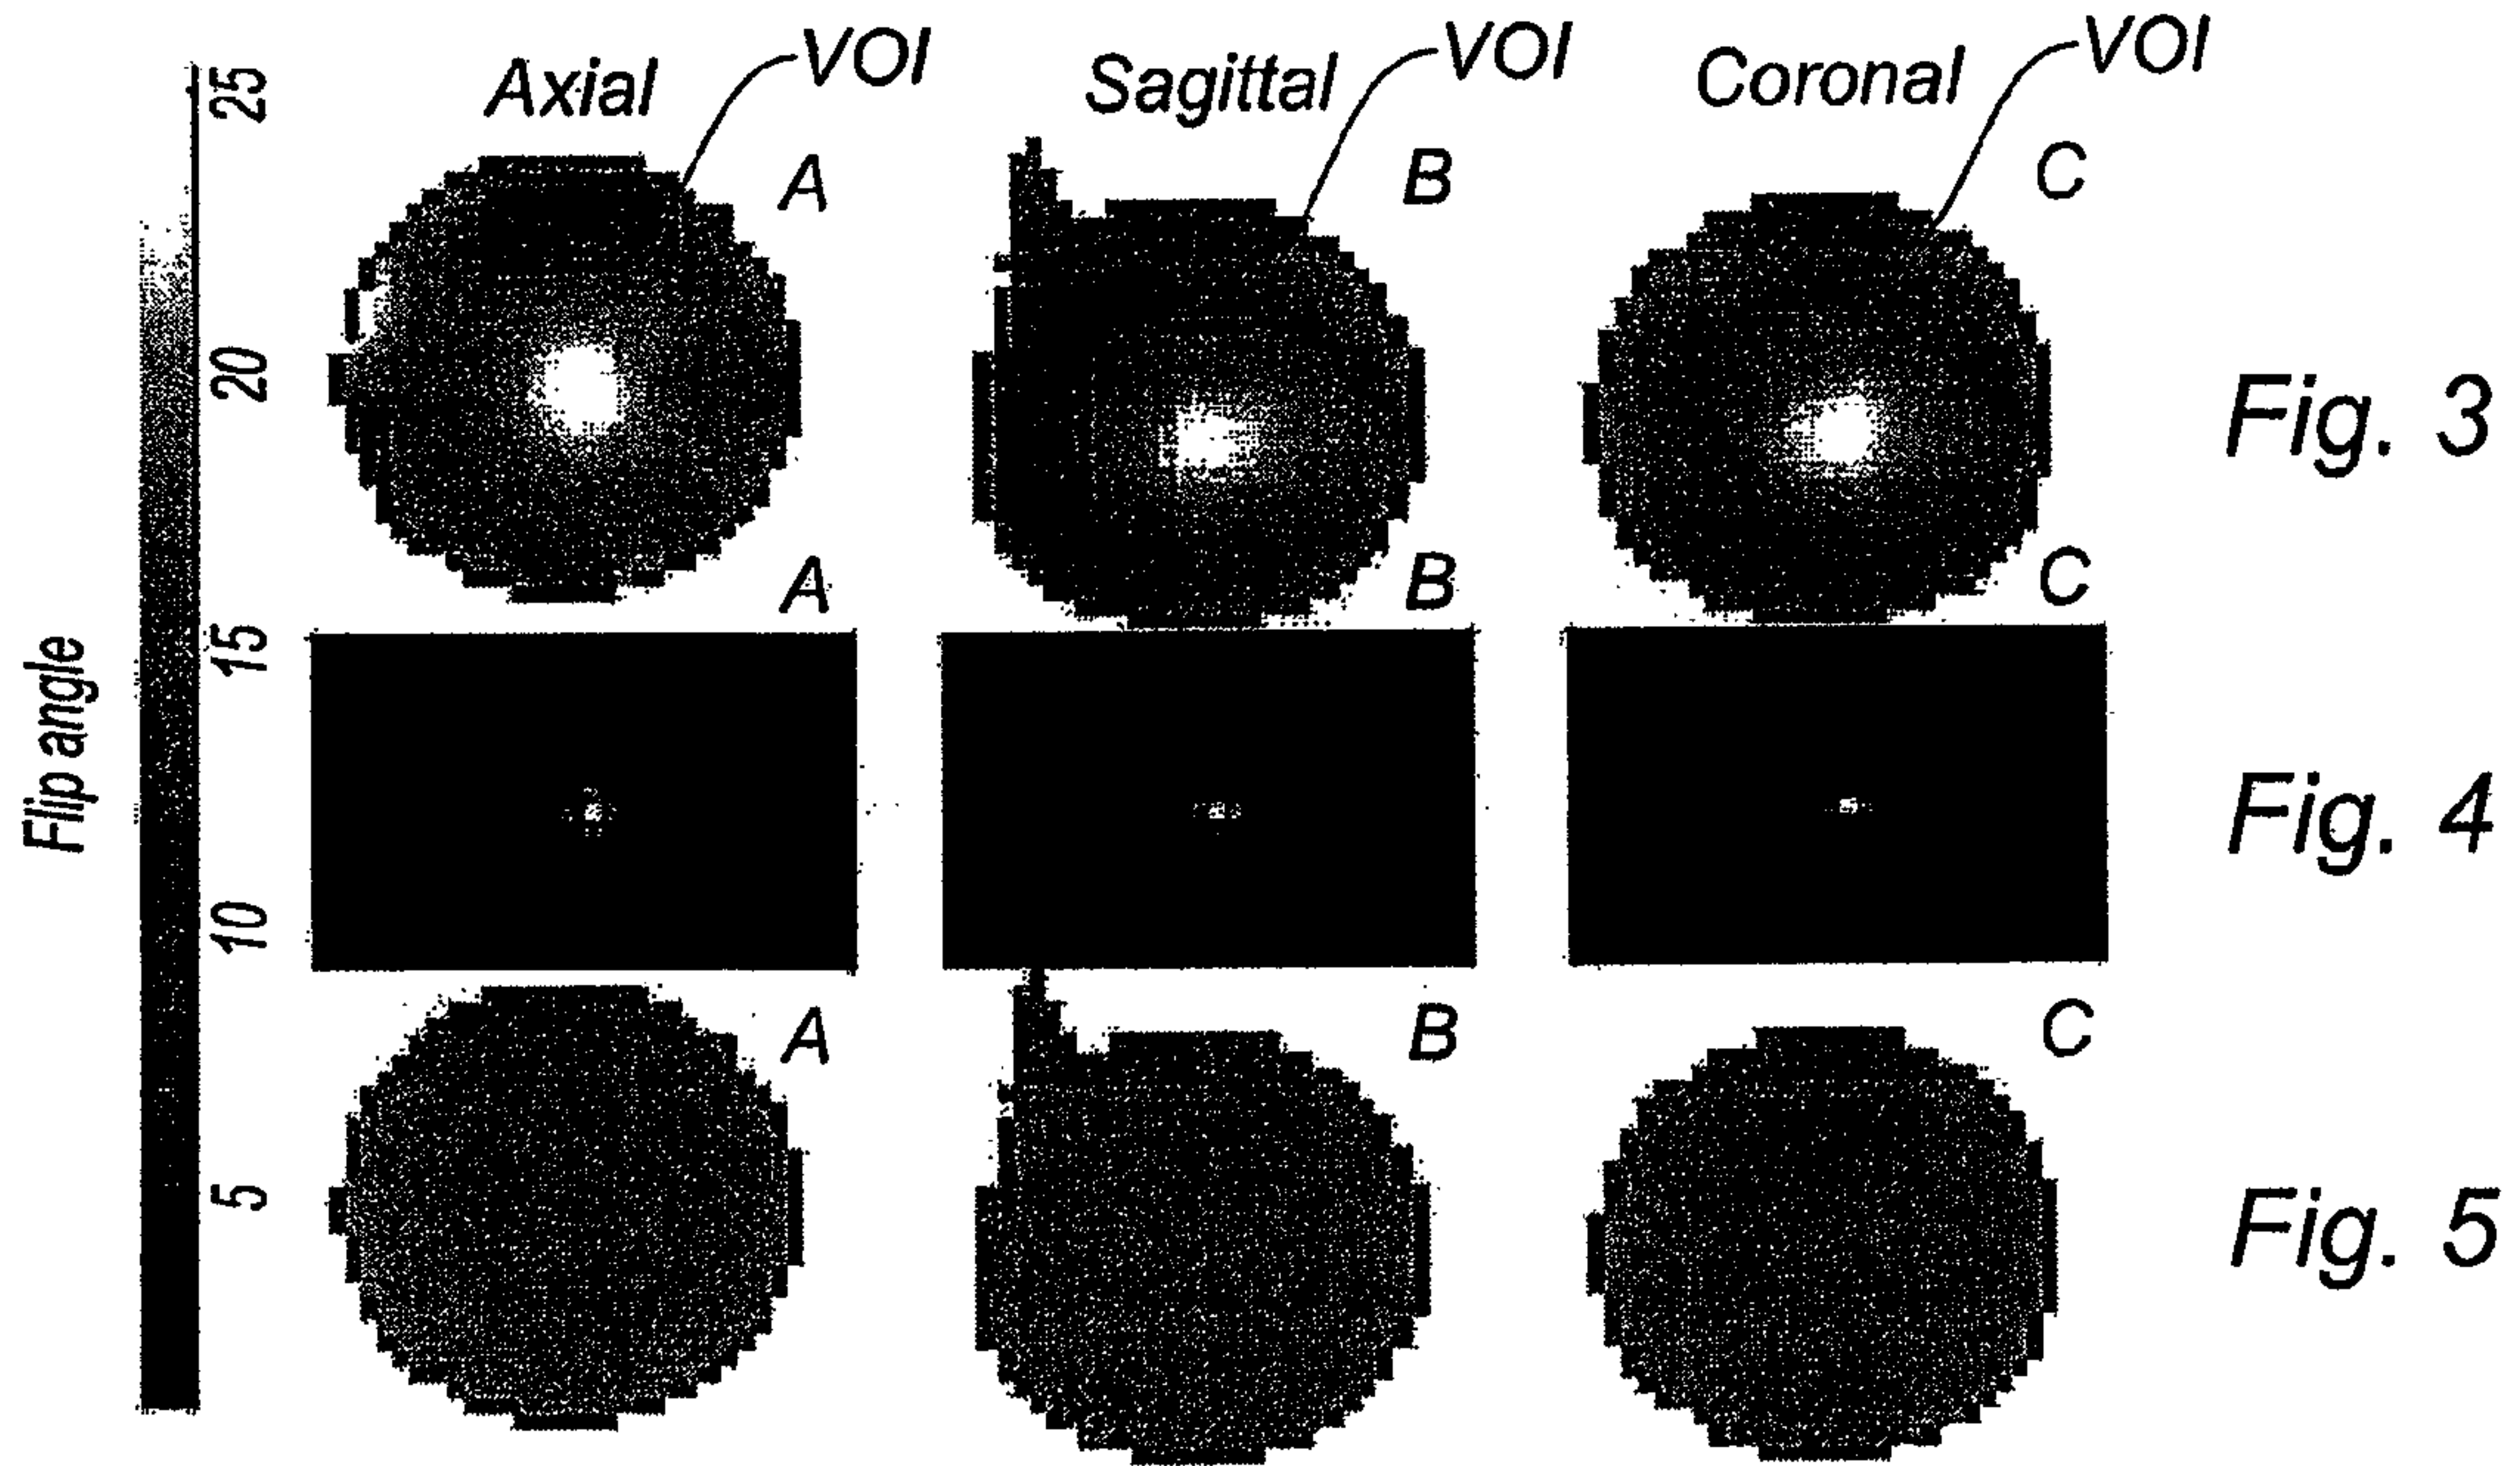 Axial
VOI
Sagittal
VOI
Coronal
VOI
A
B
C
Fig. 3
A
B
C
Fig. 4
A
B
C
Fig. 5
Flip angle
25
20
15
10
5